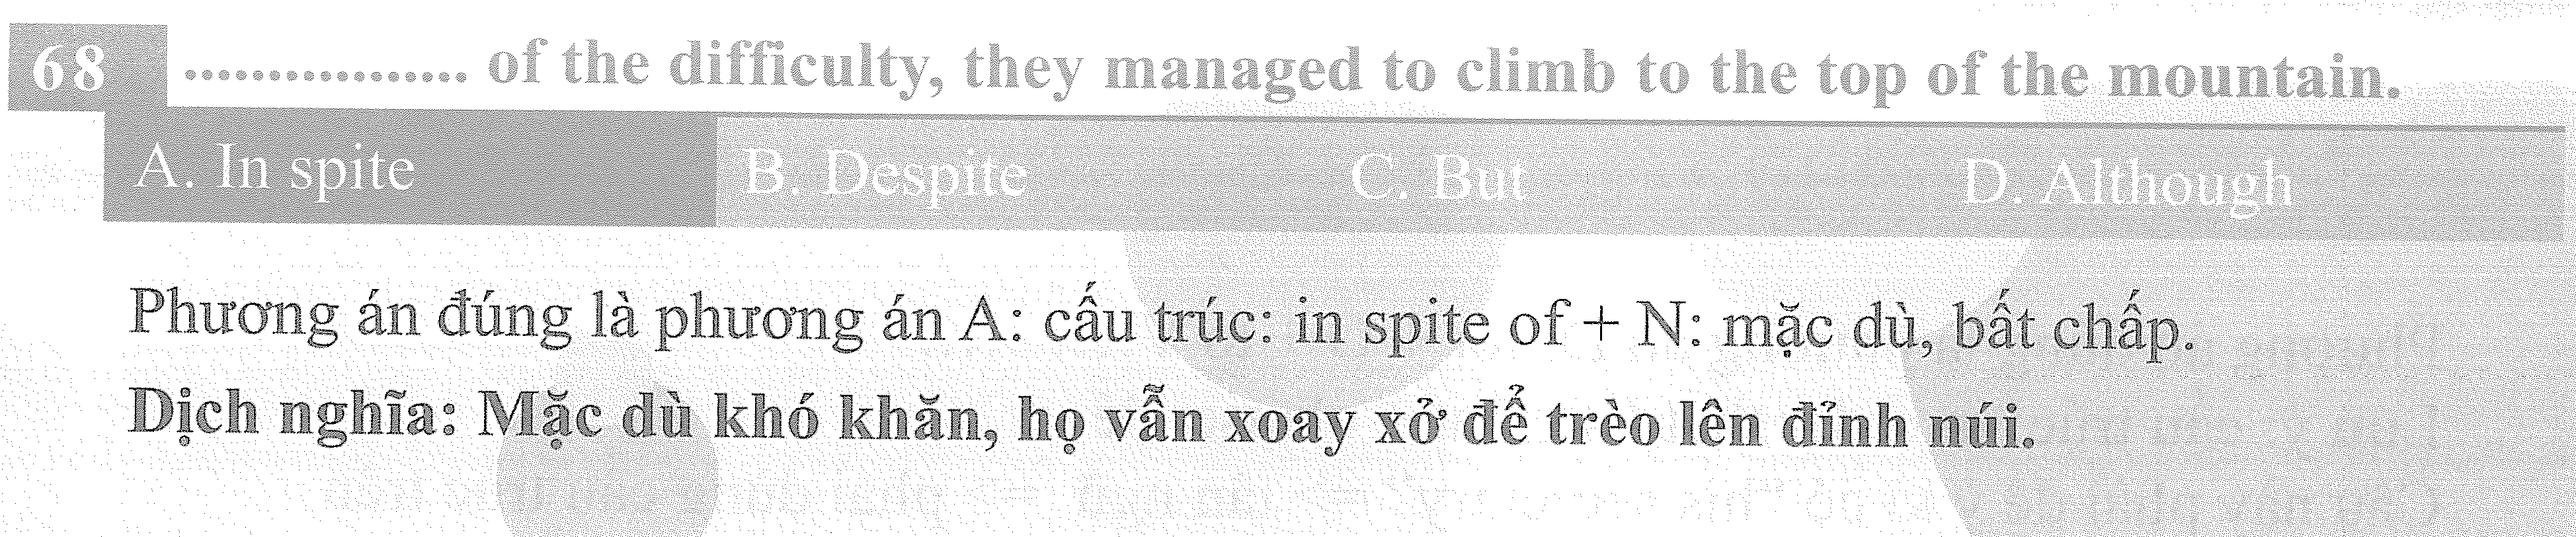 68 ................ of the difficulty, they managed to climb to the top of the mountain.
A. In spite B. Despite C. But D. Although
Phương án đúng là phương án A: cấu trúc: in spite of + N: mặc dù, bất chấp.
Dịch nghĩa: Mặc dù khó khăn, họ vẫn xoay xở để trèo lên đỉnh núi.